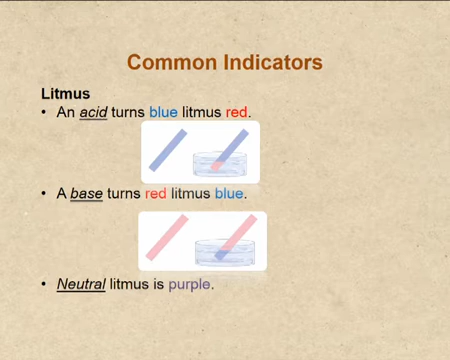 Common Indicators
Litmus
• An acid turns blue litmus red.
• A base turns red litmus blue.
• Neutral litmus is purple.